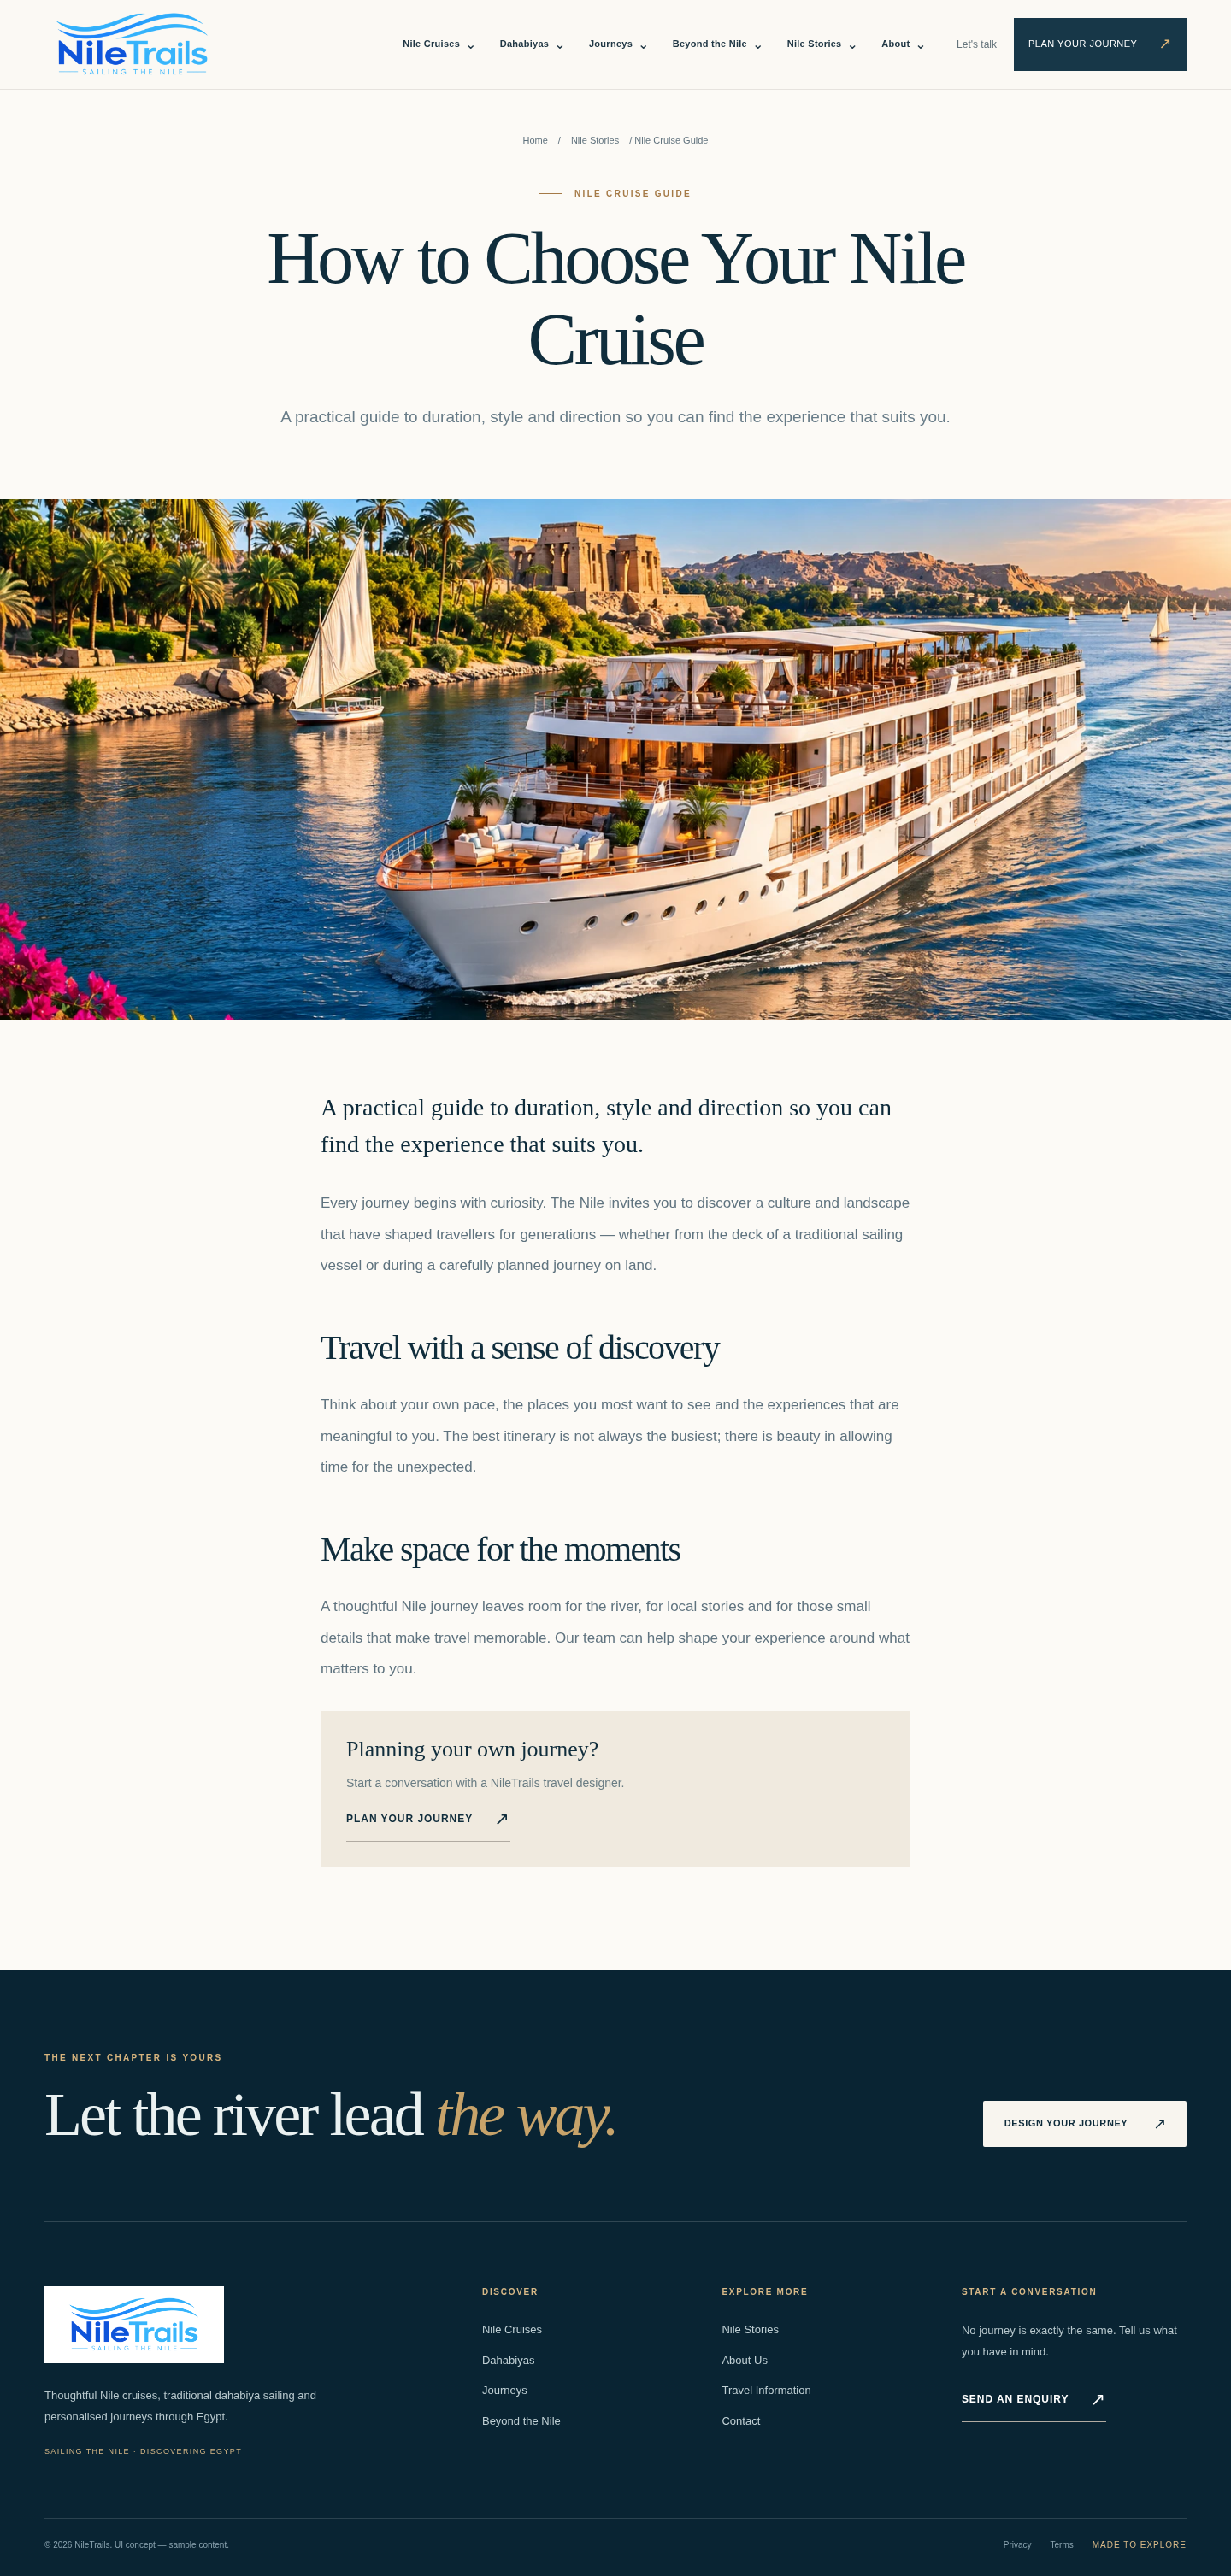 NileTrails
SAILING THE NILE
Nile Cruises
Dahabiyas
Journeys
Beyond the Nile
Nile Stories
About
Let's talk
PLAN YOUR JOURNEY ↗
Home / Nile Stories / Nile Cruise Guide
NILE CRUISE GUIDE
How to Choose Your Nile
Cruise
A practical guide to duration, style and direction so you can find the experience that suits you.
A practical guide to duration, style and direction so you can
find the experience that suits you.
Every journey begins with curiosity. The Nile invites you to discover a culture and landscape
that have shaped travellers for generations — whether from the deck of a traditional sailing
vessel or during a carefully planned journey on land.
Travel with a sense of discovery
Think about your own pace, the places you most want to see and the experiences that are
meaningful to you. The best itinerary is not always the busiest; there is beauty in allowing
time for the unexpected.
Make space for the moments
A thoughtful Nile journey leaves room for the river, for local stories and for those small
details that make travel memorable. Our team can help shape your experience around what
matters to you.
Planning your own journey?
Start a conversation with a NileTrails travel designer.
PLAN YOUR JOURNEY ↗
THE NEXT CHAPTER IS YOURS
Let the river lead the way.
DESIGN YOUR JOURNEY ↗
NileTrails
SAILING THE NILE
Thoughtful Nile cruises, traditional dahabiya sailing and
personalised journeys through Egypt.
SAILING THE NILE · DISCOVERING EGYPT
DISCOVER
Nile Cruises
Dahabiyas
Journeys
Beyond the Nile
EXPLORE MORE
Nile Stories
About Us
Travel Information
Contact
START A CONVERSATION
No journey is exactly the same. Tell us what
you have in mind.
SEND AN ENQUIRY ↗
© 2026 NileTrails. UI concept — sample content.
Privacy
Terms
MADE TO EXPLORE